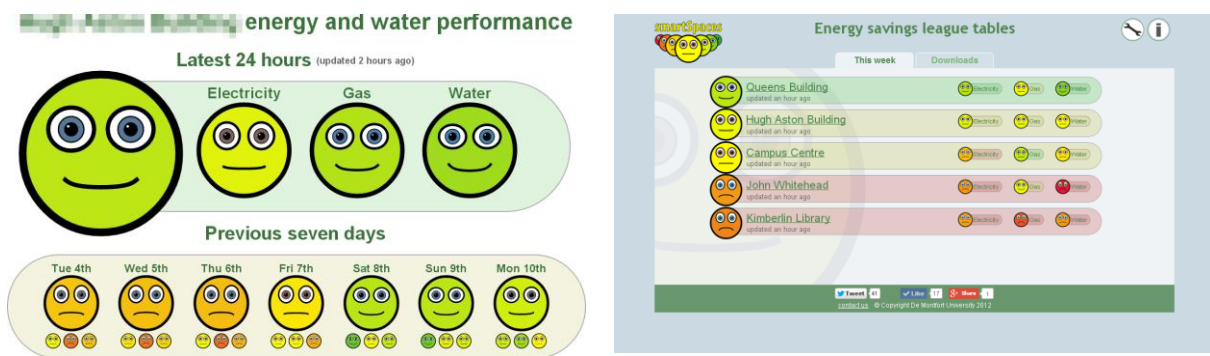 energy and water performance
Latest 24 hours (updated 2 hours ago)
Electricity Gas Water
Previous seven days
Tue 4th Wed 5th Thu 6th Fri 7th Sat 8th Sun 9th Mon 10th
smartSpaces
Energy savings league tables
This week Downloads
Queens Building
updated an hour ago
Electricity Gas Water
Hugh Aston Building
updated an hour ago
Electricity Gas Water
Campus Centre
updated an hour ago
Electricity Gas Water
John Whitehead
updated an hour ago
Electricity Gas Water
Kimberlin Library
updated an hour ago
Electricity Gas Water
Tweet 41 Like 17 Share 1
contact us © Copyright De Montfort University 2012